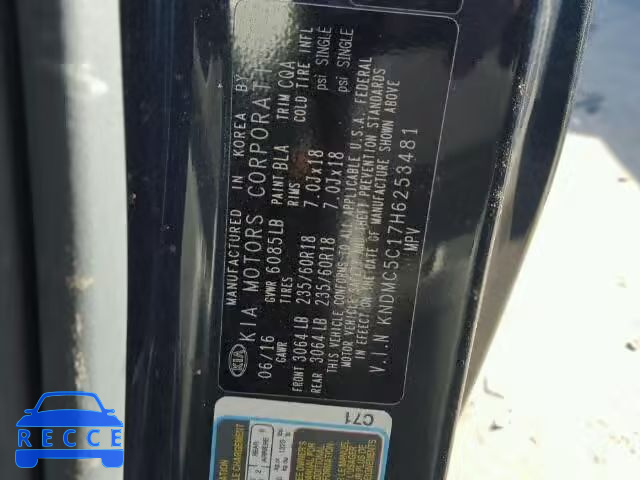 KIA
MANUFACTURED IN KOREA BY
KIA MOTORS CORPORATI
06/16 GVWR 6085LB PAINT BLA TRIM CQA
GAWR TIRES RIMS COLD TIRE INFL
FRONT 3064LB 235/60R18 7.0Jx18 psi SINGLE
REAR 3064LB 235/60R18 7.0Jx18 psi SINGLE
THIS VEHICLE CONFORMS TO ALL APPLICABLE U.S.A. FEDERAL
MOTOR VEHICLE SAFETY AND THEFT PREVENTION STANDARDS
IN EFFECT ON THE DATE OF MANUFACTURE SHOWN ABOVE
V.I.N KNDMC5C17H6253481
MPV
C71
RECCE